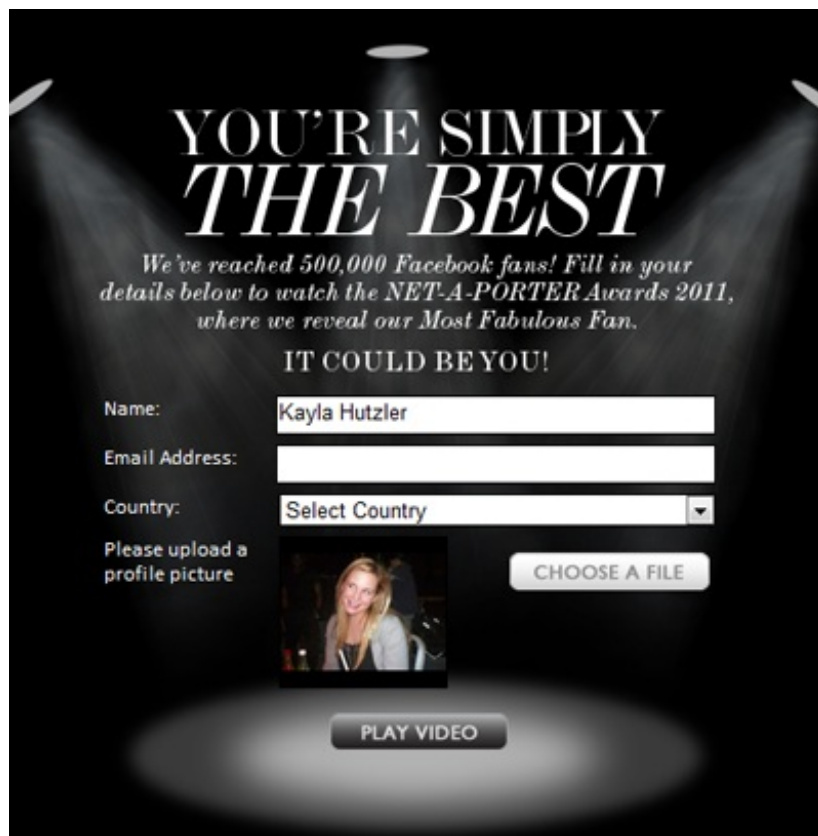 YOU'RE SIMPLY
THE BEST
We've reached 500,000 Facebook fans! Fill in your
details below to watch the NET-A-PORTER Awards 2011,
where we reveal our Most Fabulous Fan.
IT COULD BE YOU!
Name:
Kayla Hutzler
Email Address:
Country:
Select Country
Please upload a
profile picture
CHOOSE A FILE
PLAY VIDEO